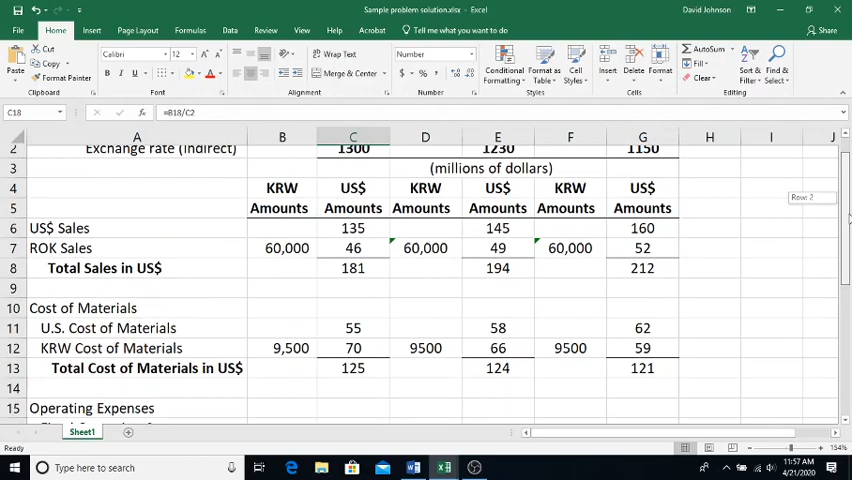 Sample problem solution.xlsx - Excel
David Johnson
File Home Insert Page Layout Formulas Data Review View Help Acrobat Tell me what you want to do Share
Cut
Copy
Format Painter
Paste
Clipboard
Calibri 12
B I U
Font
Wrap Text
Merge & Center
Alignment
Number
$ % ,
Number
Conditional Formatting
Format as Table
Cell Styles
Styles
Insert Delete Format
Cells
AutoSum
Fill
Clear
Sort & Filter
Find & Select
Editing
C18 fx =B18/C2
A B C D E F G H I J
2 Exchange rate (indirect) 1300 1230 1150
3 (millions of dollars)
4 KRW US$ KRW US$ KRW US$
5 Amounts Amounts Amounts Amounts Amounts Amounts
6 US$ Sales 135 145 160
7 ROK Sales 60,000 46 60,000 49 60,000 52
8 Total Sales in US$ 181 194 212
9
10 Cost of Materials
11 U.S. Cost of Materials 55 58 62
12 KRW Cost of Materials 9,500 70 9500 66 9500 59
13 Total Cost of Materials in US$ 125 124 121
14
15 Operating Expenses
Row: 2
Sheet1
Ready
154%
Type here to search
11:57 AM
4/21/2020